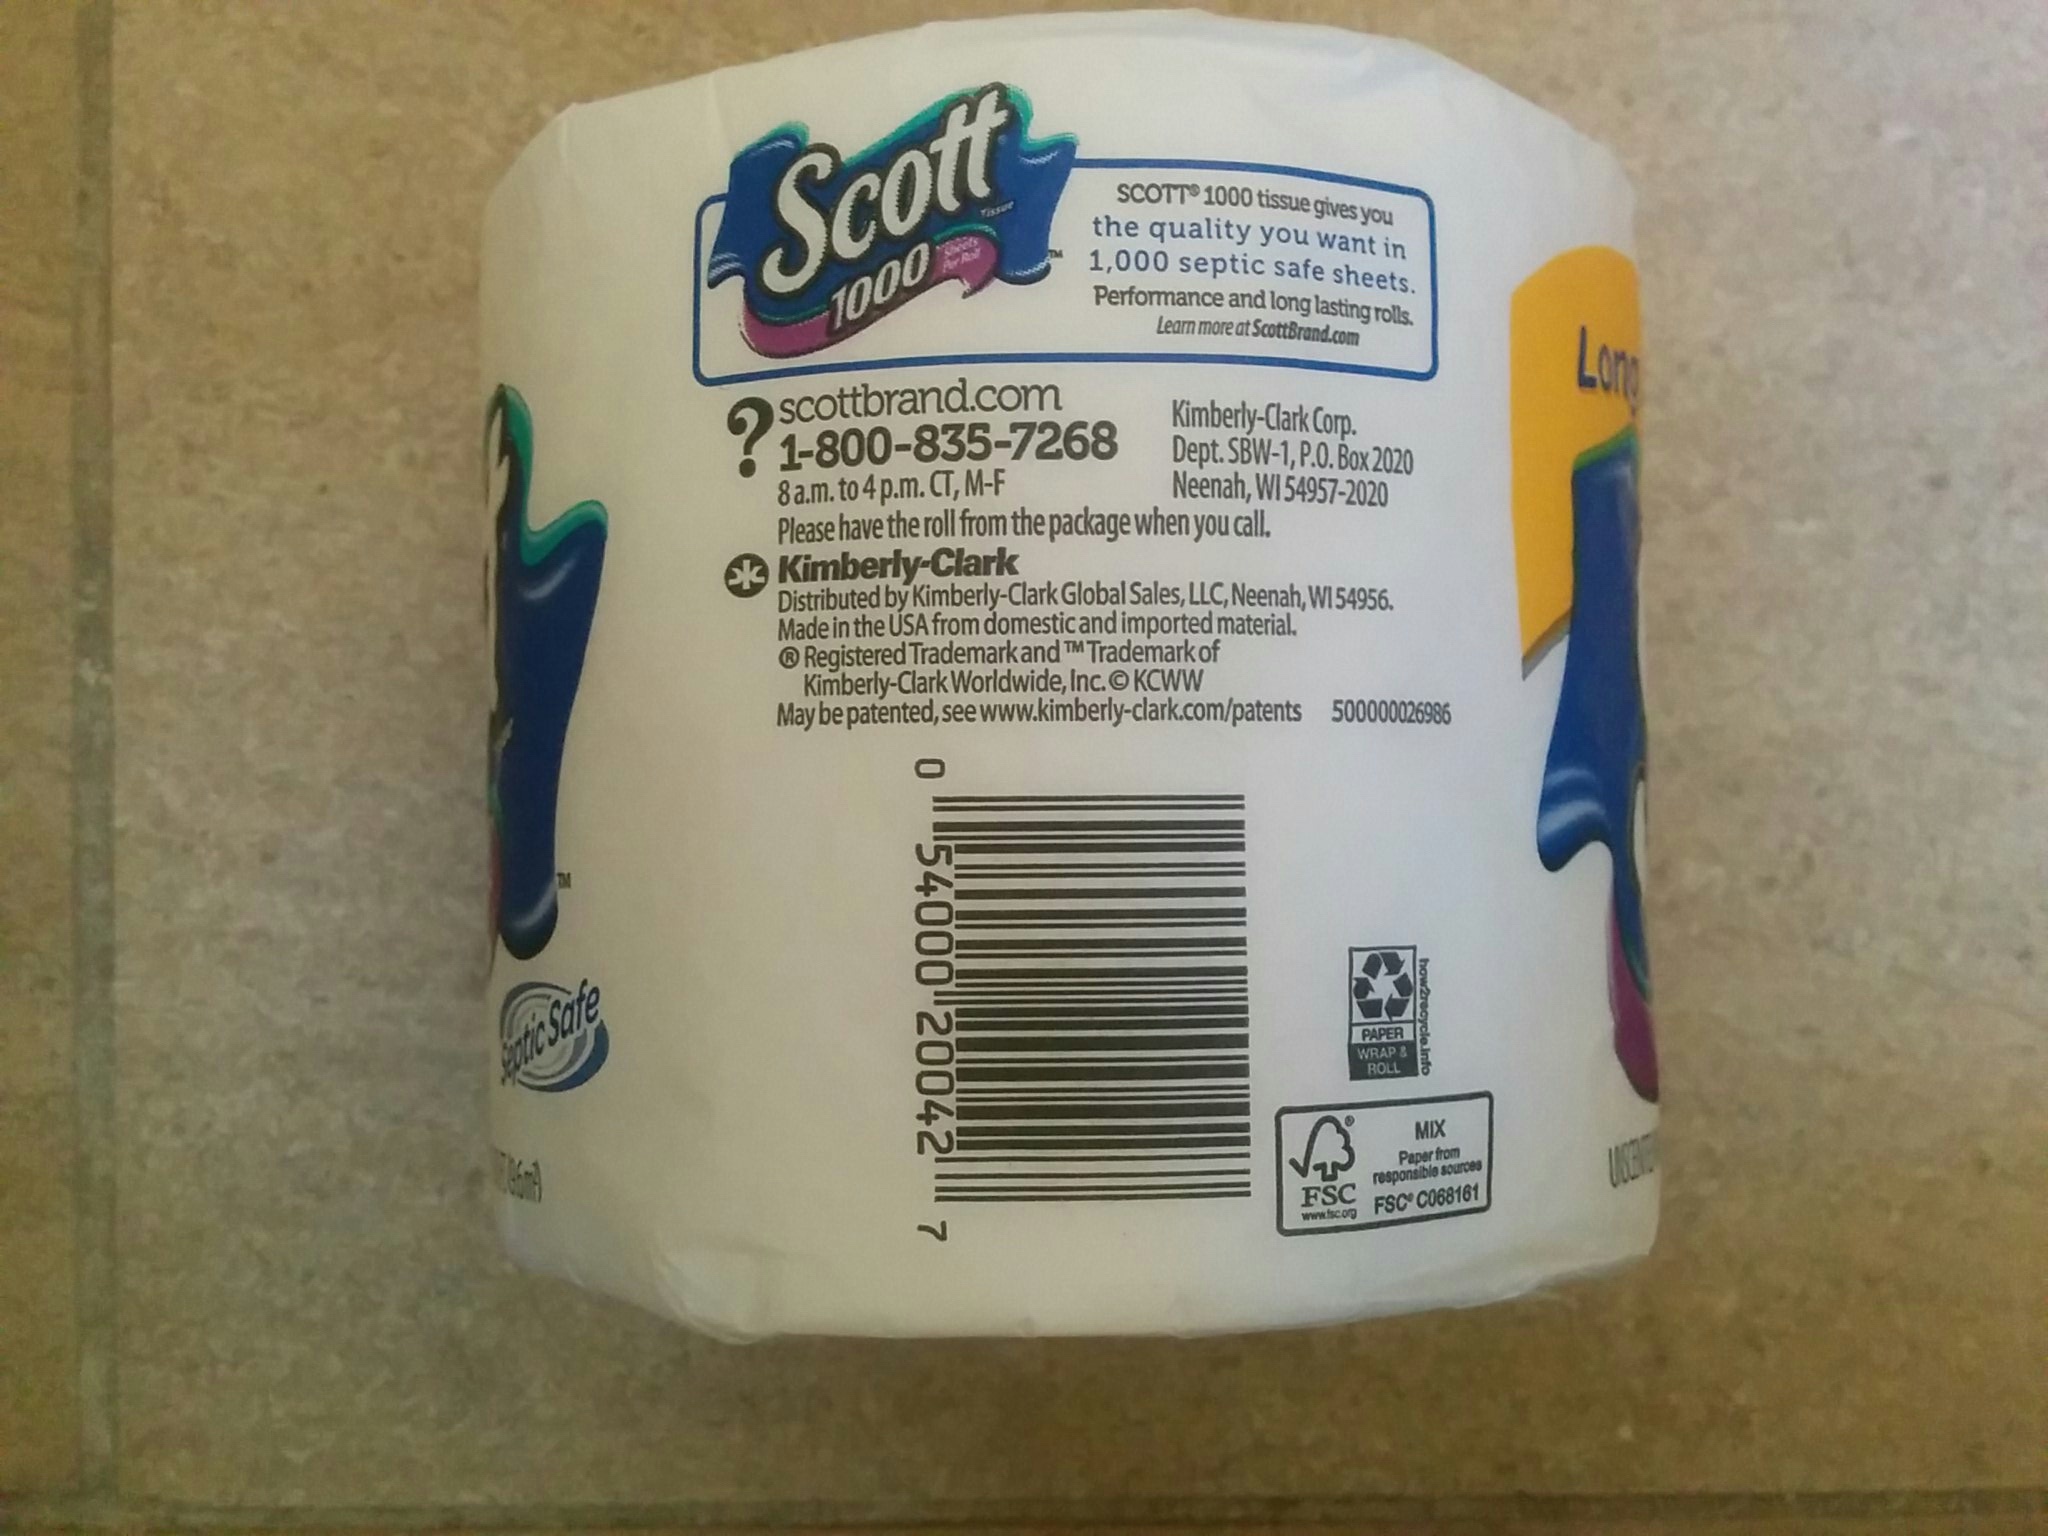 Scott
Tissue
1000
Sheets
Per Roll
TM
SCOTT® 1000 tissue gives you
the quality you want in
1,000 septic safe sheets.
Performance and long lasting rolls.
Learn more at ScottBrand.com
? scottbrand.com
1-800-835-7268
8 a.m. to 4 p.m. CT, M-F
Kimberly-Clark Corp.
Dept. SBW-1, P.O. Box 2020
Neenah, WI 54957-2020
Please have the roll from the package when you call.
Kimberly-Clark
Distributed by Kimberly-Clark Global Sales, LLC, Neenah, WI 54956.
Made in the USA from domestic and imported material.
® Registered Trademark and ™ Trademark of
Kimberly-Clark Worldwide, Inc. © KCWW
May be patented, see www.kimberly-clark.com/patents 500000026986
0 54000 20042 7
how2recycle.info
PAPER
WRAP &
ROLL
FSC®
www.fsc.org
MIX
Paper from
responsible sources
FSC® C068161
TM
Septic Safe
Long